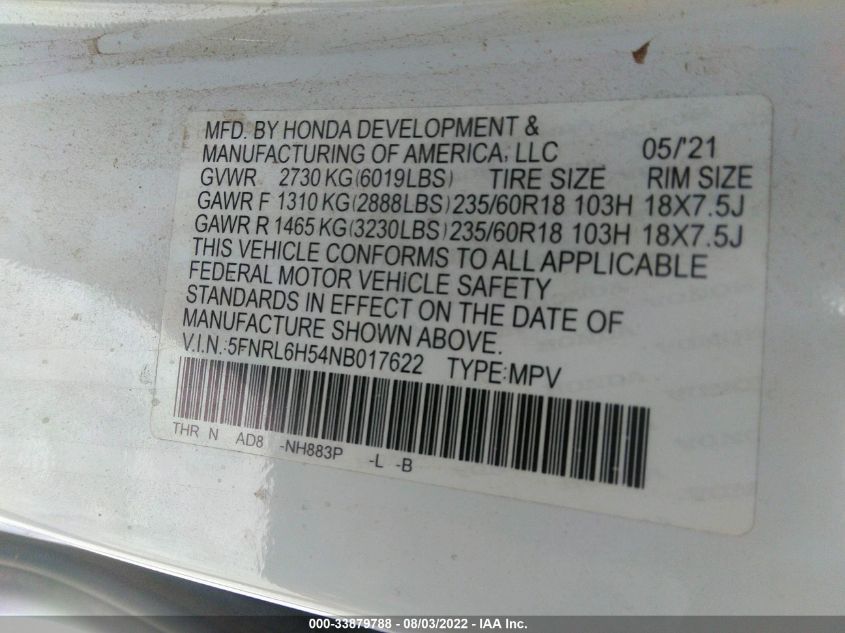 MFD. BY HONDA DEVELOPMENT &
MANUFACTURING OF AMERICA, LLC 05/'21
GVWR 2730 KG(6019LBS) TIRE SIZE RIM SIZE
GAWR F 1310 KG(2888LBS) 235/60R18 103H 18X7.5J
GAWR R 1465 KG(3230LBS) 235/60R18 103H 18X7.5J
THIS VEHICLE CONFORMS TO ALL APPLICABLE
FEDERAL MOTOR VEHICLE SAFETY
STANDARDS IN EFFECT ON THE DATE OF
MANUFACTURE SHOWN ABOVE.
V.I.N.:5FNRL6H54NB017622 TYPE:MPV
THR N AD8 -NH883P -L -B
000-33879788 - 08/03/2022 - IAA Inc.